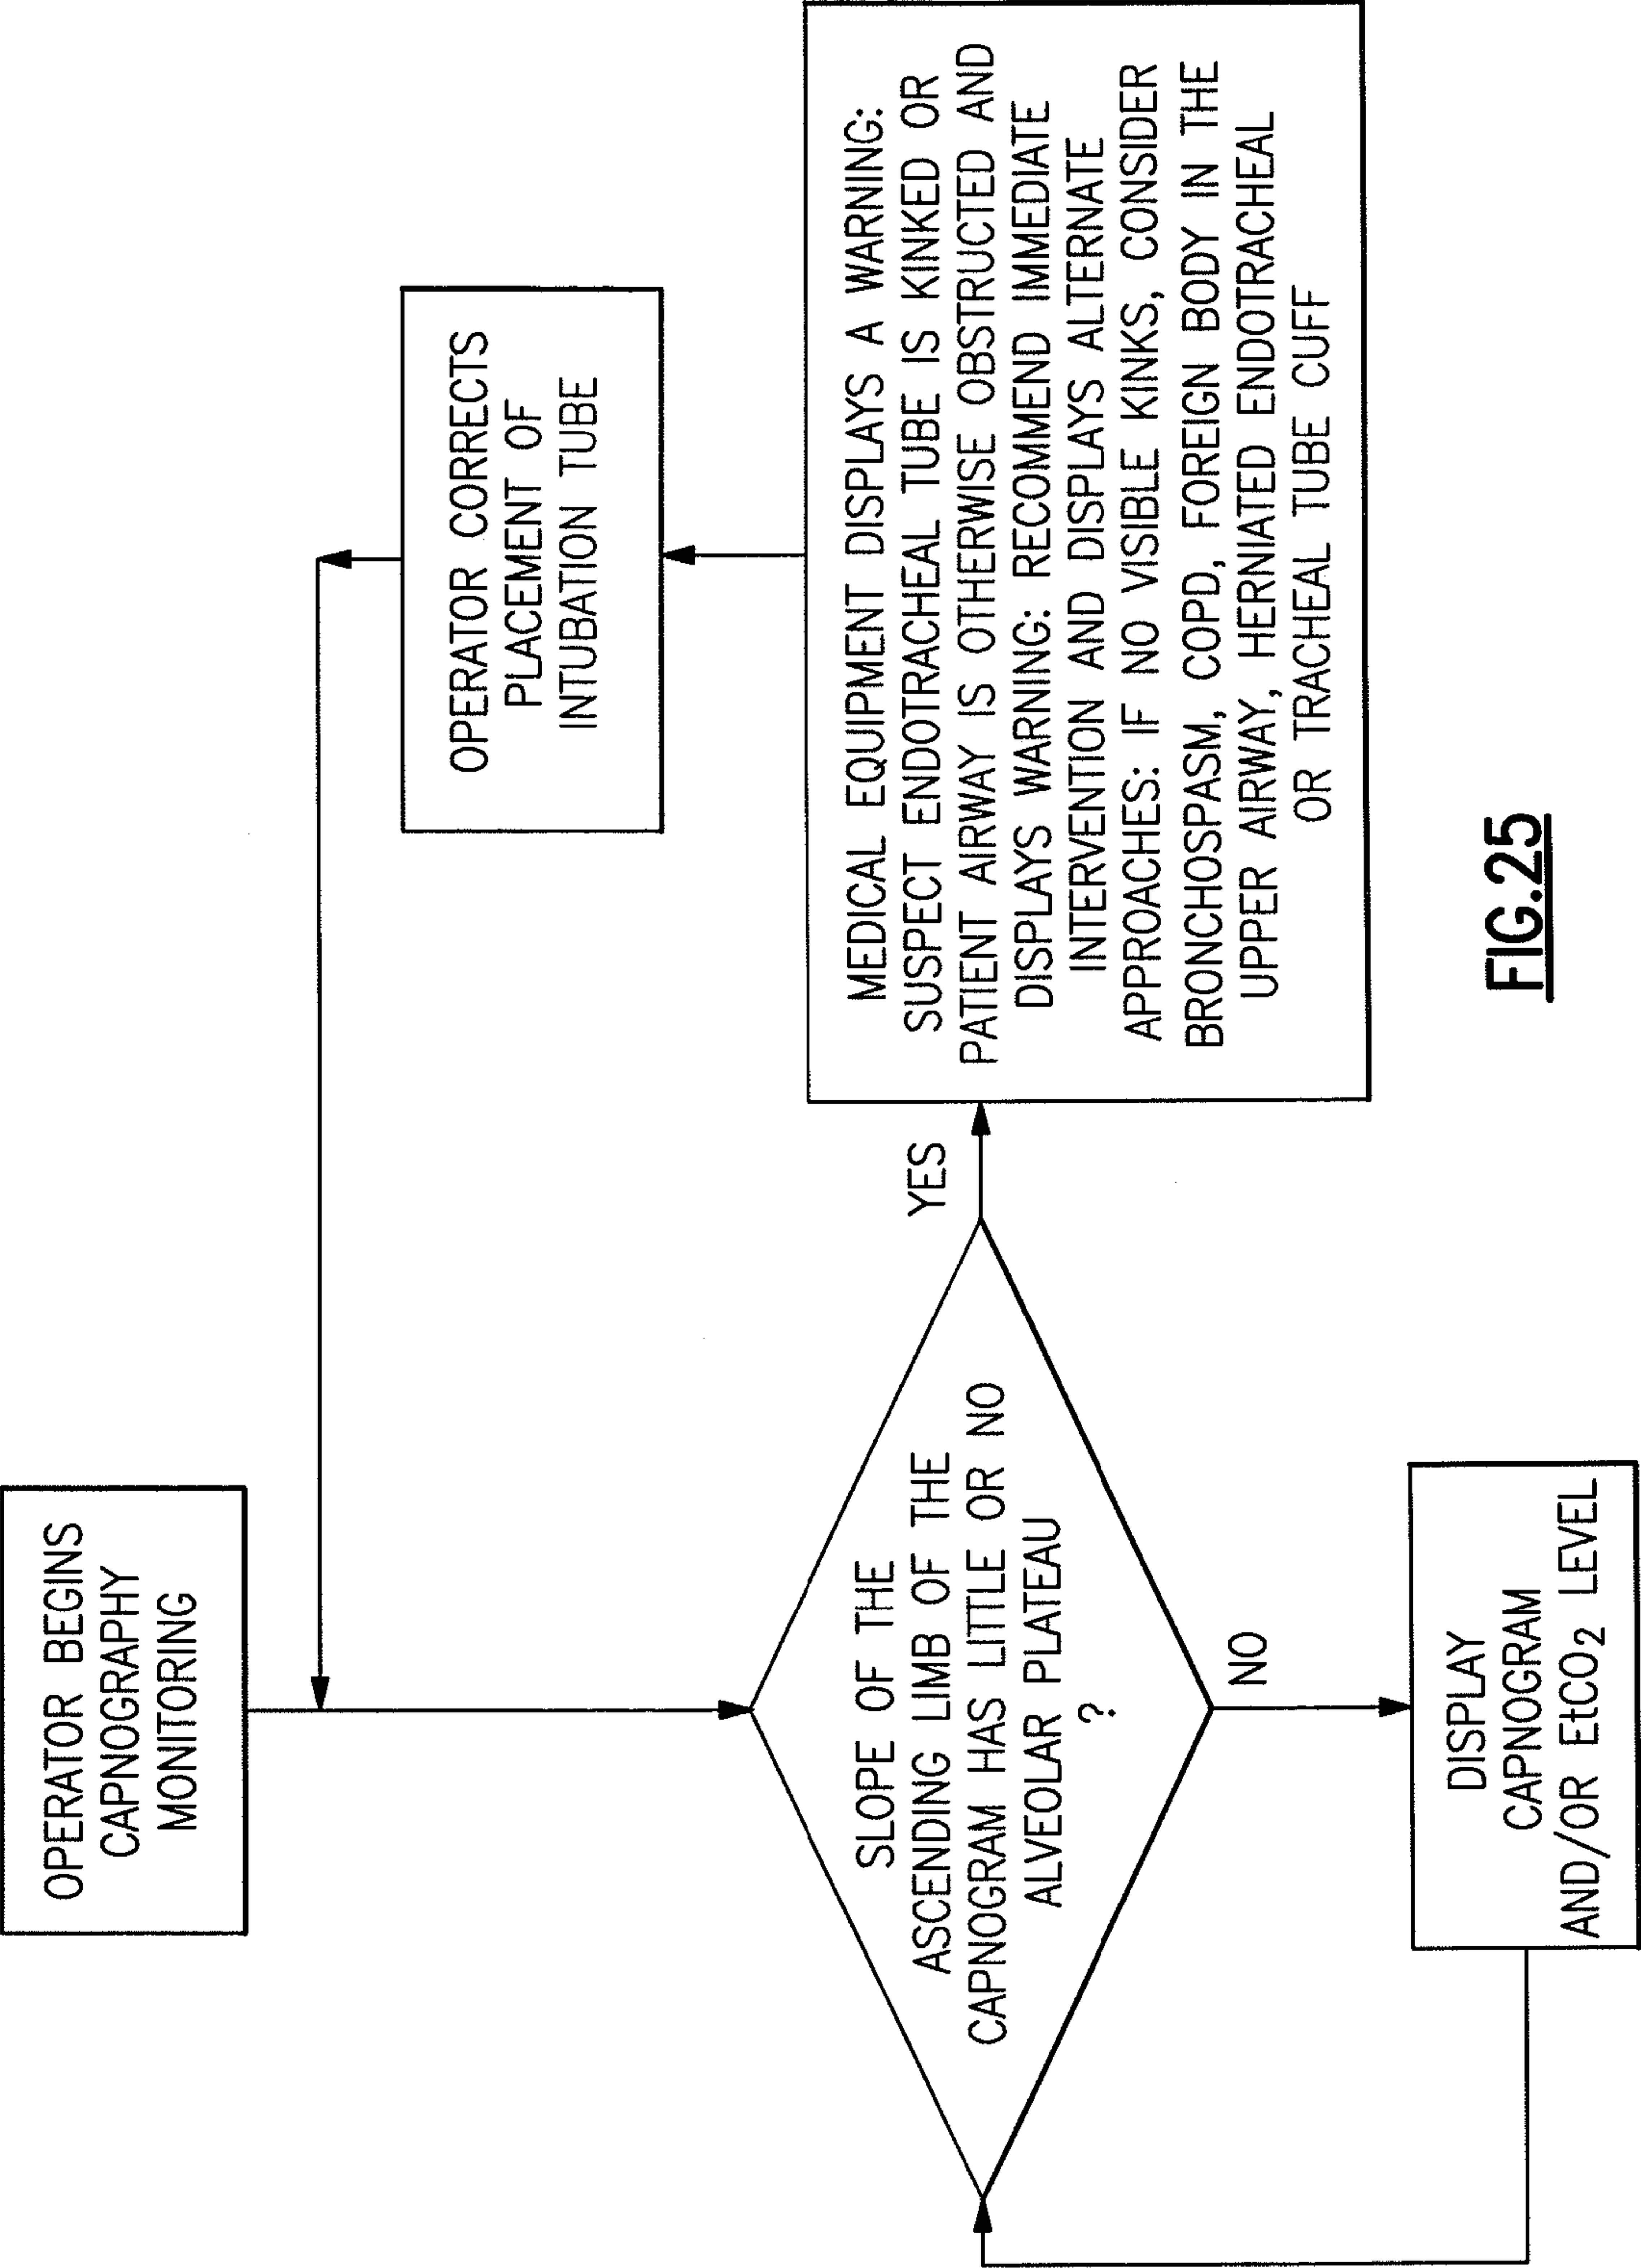 OPERATOR BEGINS
CAPNOGRAPHY
MONITORING
OPERATOR CORRECTS
PLACEMENT OF
INTUBATION TUBE
SLOPE OF THE
ASCENDING LIMB OF THE
CAPNOGRAM HAS LITTLE OR NO
ALVEOLAR PLATEAU
?
YES
MEDICAL EQUIPMENT DISPLAYS A WARNING:
SUSPECT ENDOTRACHEAL TUBE IS KINKED OR
PATIENT AIRWAY IS OTHERWISE OBSTRUCTED AND
DISPLAYS WARNING: RECOMMEND IMMEDIATE
INTERVENTION AND DISPLAYS ALTERNATE
APPROACHES: IF NO VISIBLE KINKS, CONSIDER
BRONCHOSPASM, COPD, FOREIGN BODY IN THE
UPPER AIRWAY, HERNIATED ENDOTRACHEAL
OR TRACHEAL TUBE CUFF
NO
DISPLAY
CAPNOGRAM
AND/OR EtCO₂ LEVEL
FIG.25